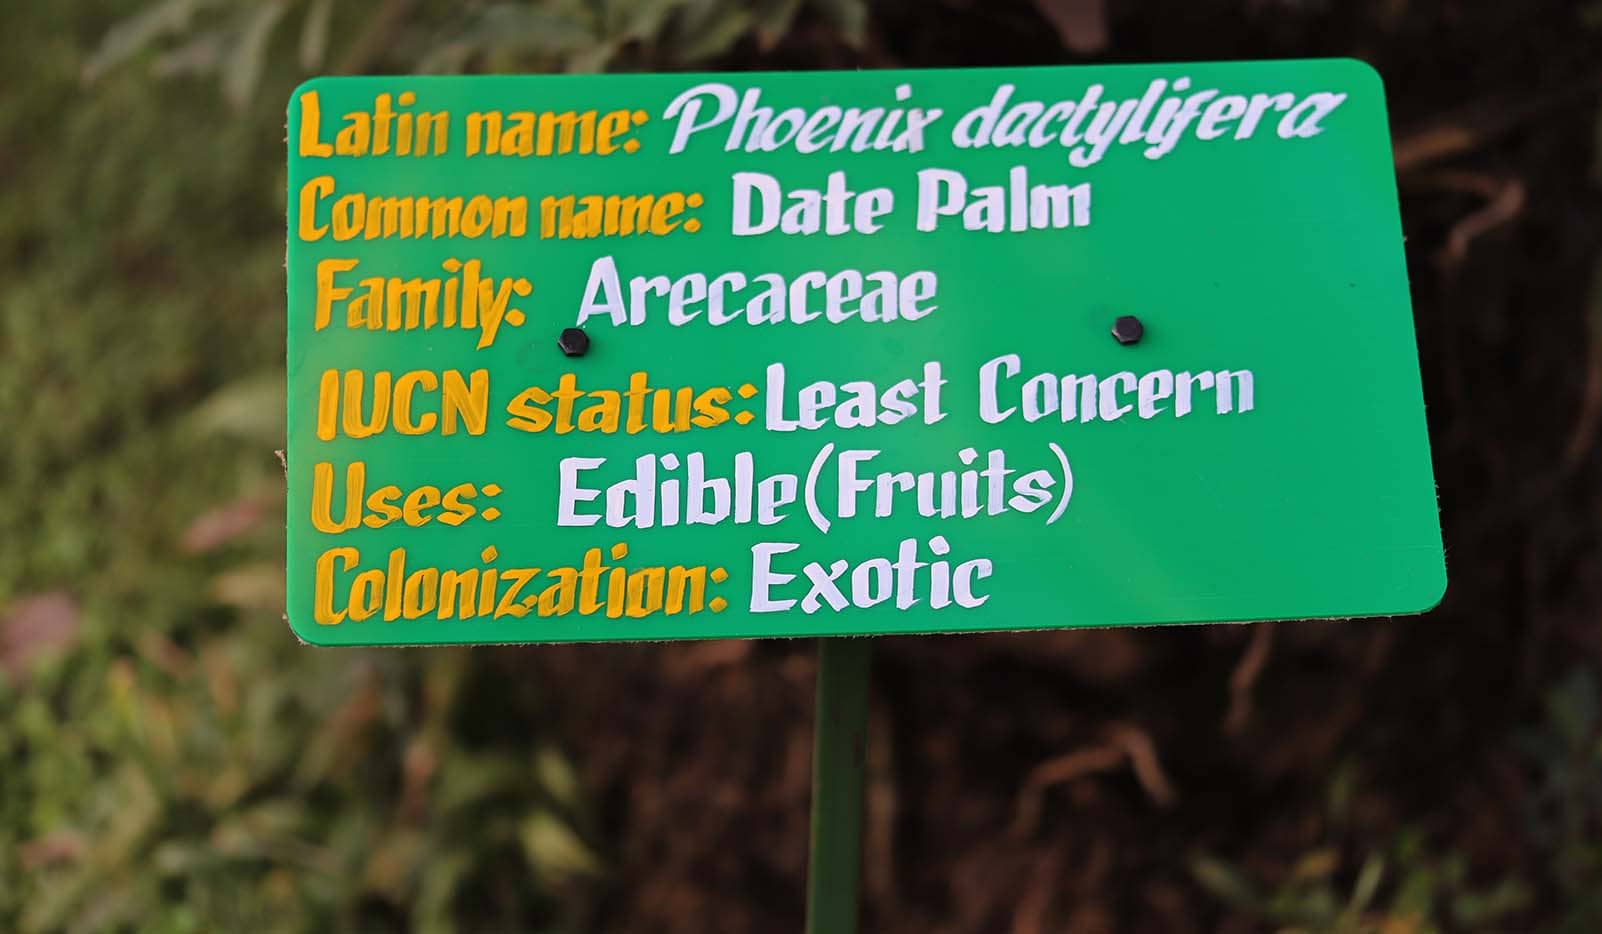 Latin name: Phoenix dactylifera
Common name: Date Palm
Family: Arecaceae
IUCN status: Least Concern
Uses: Edible (Fruits)
Colonization: Exotic